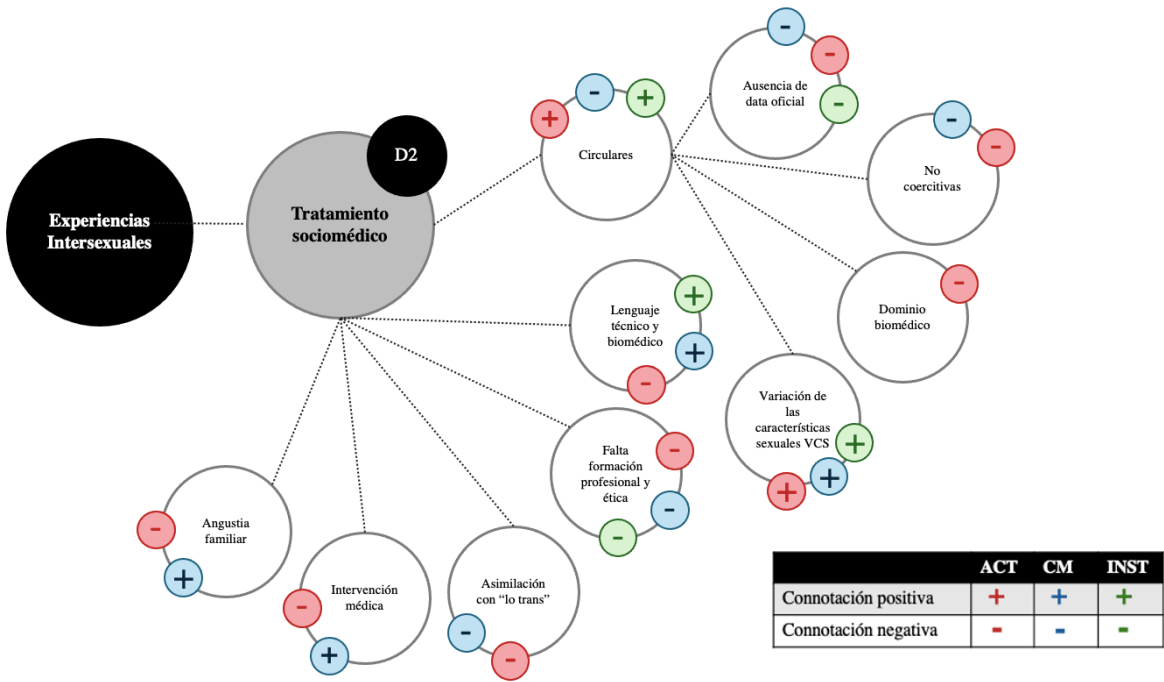 Experiencias
Intersexuales
Tratamiento
sociomédico
D2
Circulares
+
-
+
Ausencia de
data oficial
-
-
-
No
coercitivas
-
-
Dominio
biomédico
-
Variación de
las
características
sexuales VCS
+
+
+
Lenguaje
técnico y
biomédico
+
+
-
Falta
formación
profesional y
ética
-
-
-
Asimilación
con “lo trans”
-
-
Intervención
médica
-
+
Angustia
familiar
-
+
ACT CM INST
Connotación positiva + + +
Connotación negativa - - -